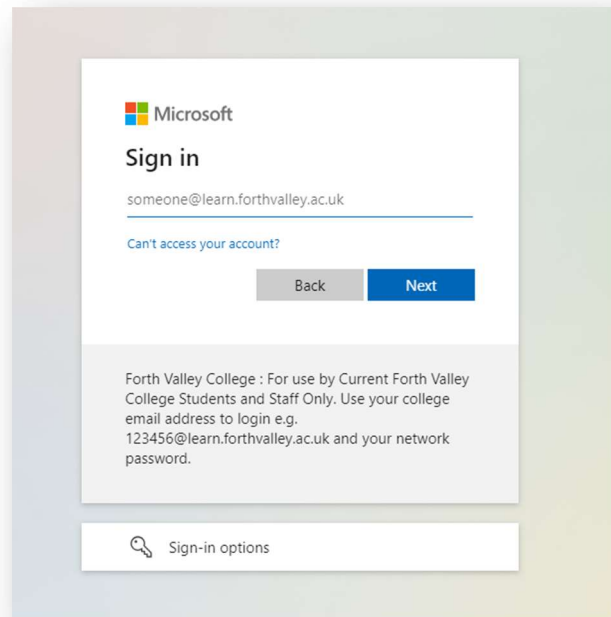 Microsoft
Sign in
someone@learn.forthvalley.ac.uk
Can't access your account?
Back Next
Forth Valley College : For use by Current Forth Valley
College Students and Staff Only. Use your college
email address to login e.g.
123456@learn.forthvalley.ac.uk and your network
password.
Sign-in options